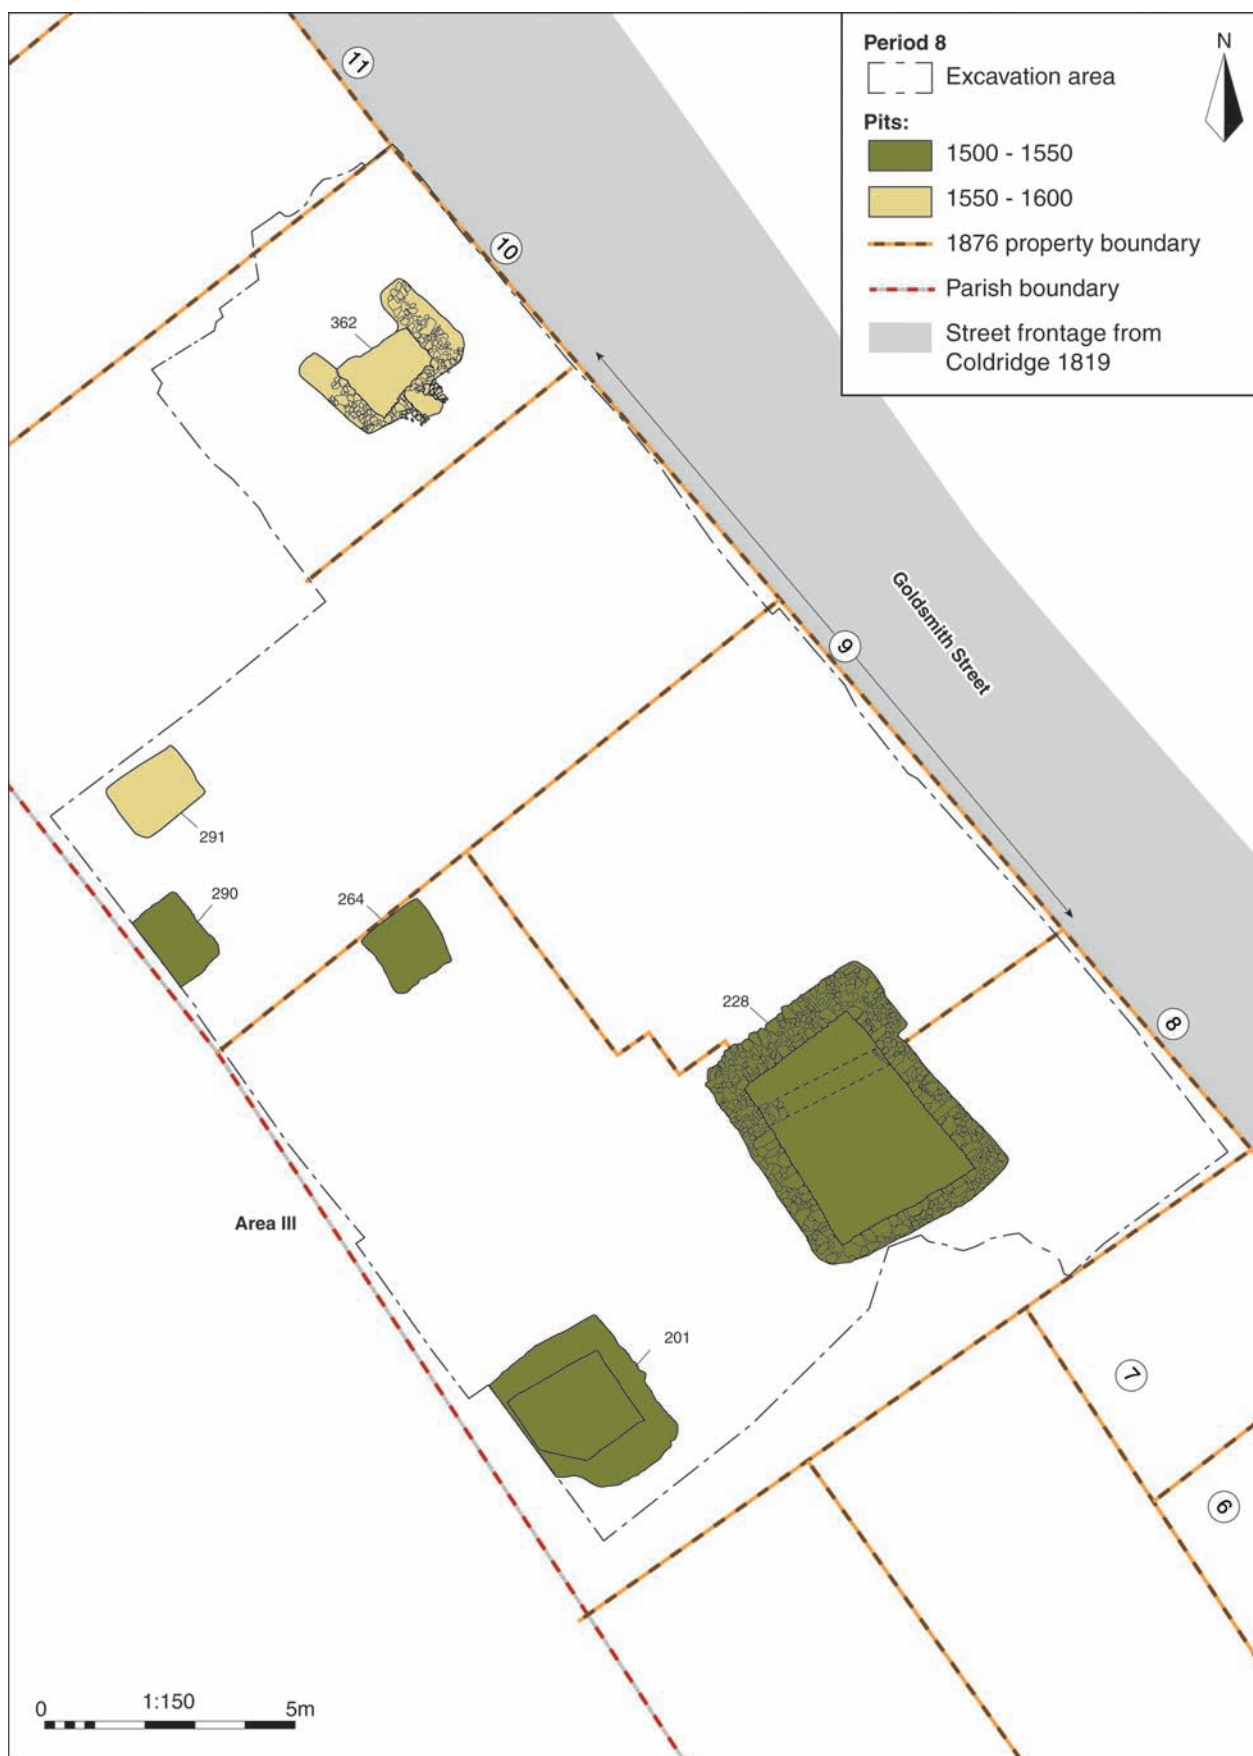 Period 8
N
Excavation area
Pits:
1500 - 1550
1550 - 1600
1876 property boundary
Parish boundary
Street frontage from
Coldridge 1819
11
10
362
Goldsmith Street
9
291
290
264
228
8
Area III
201
7
6
0 1:150 5m